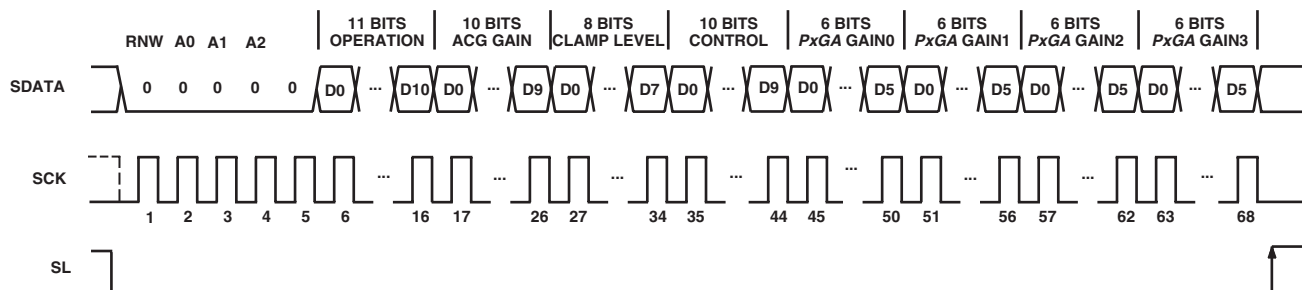 11 BITS OPERATION
10 BITS ACG GAIN
8 BITS CLAMP LEVEL
10 BITS CONTROL
6 BITS PxGA GAIN0
6 BITS PxGA GAIN1
6 BITS PxGA GAIN2
6 BITS PxGA GAIN3
RNW A0 A1 A2
SDATA 0 0 0 0 0 D0 ... D10 D0 ... D9 D0 ... D7 D0 ... D9 D0 ... D5 D0 ... D5 D0 ... D5 D0 ... D5
SCK ... ... ... ... ... ... ... ...
1 2 3 4 5 6 16 17 26 27 34 35 44 45 50 51 56 57 62 63 68
SL